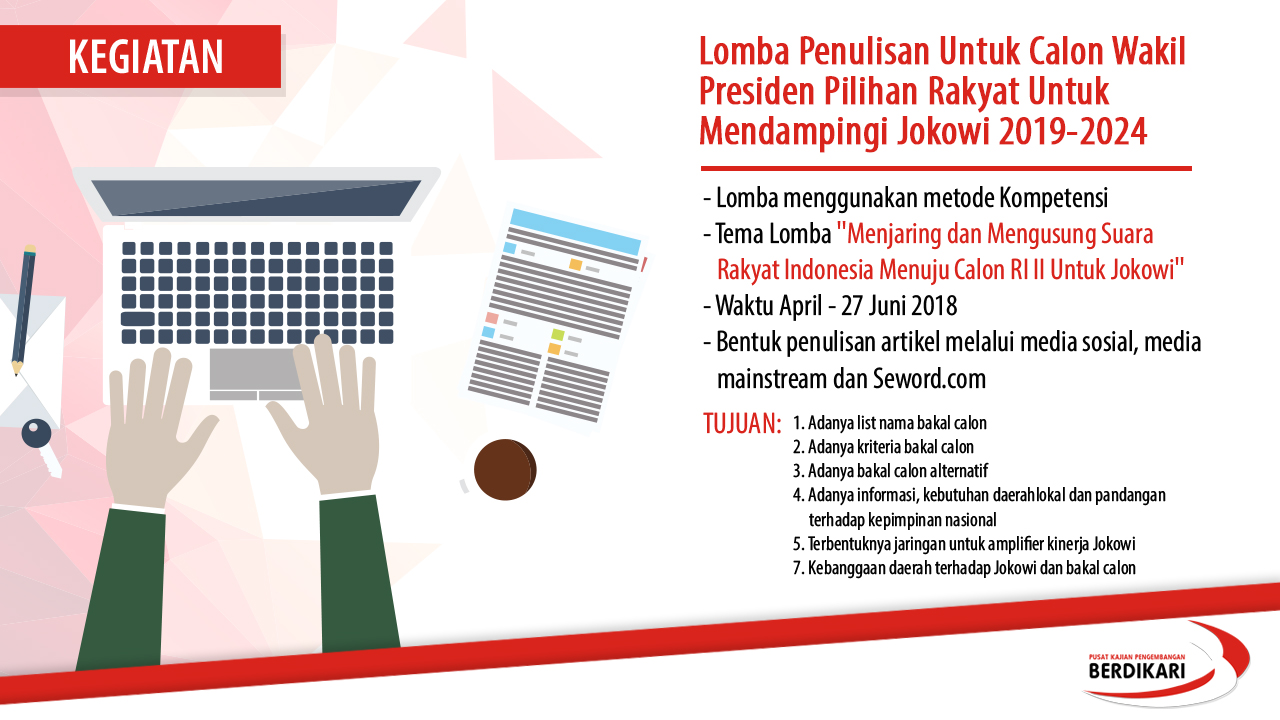 KEGIATAN
Lomba Penulisan Untuk Calon Wakil
Presiden Pilihan Rakyat Untuk
Mendampingi Jokowi 2019-2024
- Lomba menggunakan metode Kompetensi
- Tema Lomba "Menjaring dan Mengusung Suara
Rakyat Indonesia Menuju Calon RI II Untuk Jokowi"
- Waktu April - 27 Juni 2018
- Bentuk penulisan artikel melalui media sosial, media
mainstream dan Seword.com
TUJUAN:
1. Adanya list nama bakal calon
2. Adanya kriteria bakal calon
3. Adanya bakal calon alternatif
4. Adanya informasi, kebutuhan daerahlokal dan pandangan
terhadap kepimpinan nasional
5. Terbentuknya jaringan untuk amplifier kinerja Jokowi
7. Kebanggaan daerah terhadap Jokowi dan bakal calon
PUSAT KAJIAN PENGEMBANGAN
BERDIKARI